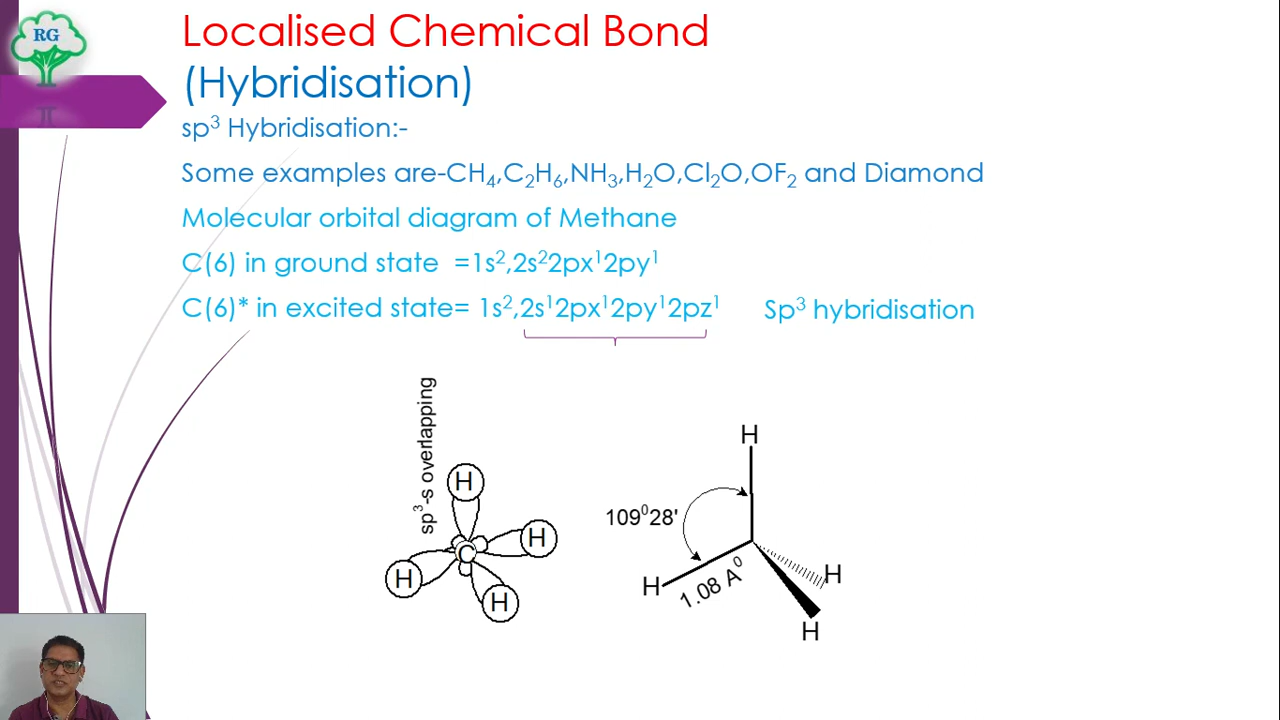 RG
Localised Chemical Bond
(Hybridisation)
sp³ Hybridisation:-
Some examples are-CH₄,C₂H₆,NH₃,H₂O,Cl₂O,OF₂ and Diamond
Molecular orbital diagram of Methane
C(6) in ground state =1s²,2s²2px¹2py¹
C(6)* in excited state= 1s²,2s¹2px¹2py¹2pz¹ Sp³ hybridisation
sp³-s overlapping
H
H
C
H
H
H
109⁰28'
H
1.08 A⁰
H
H